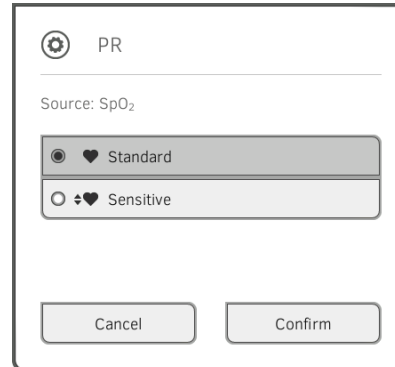 PR
Source: SpO₂
Standard
Sensitive
Cancel
Confirm